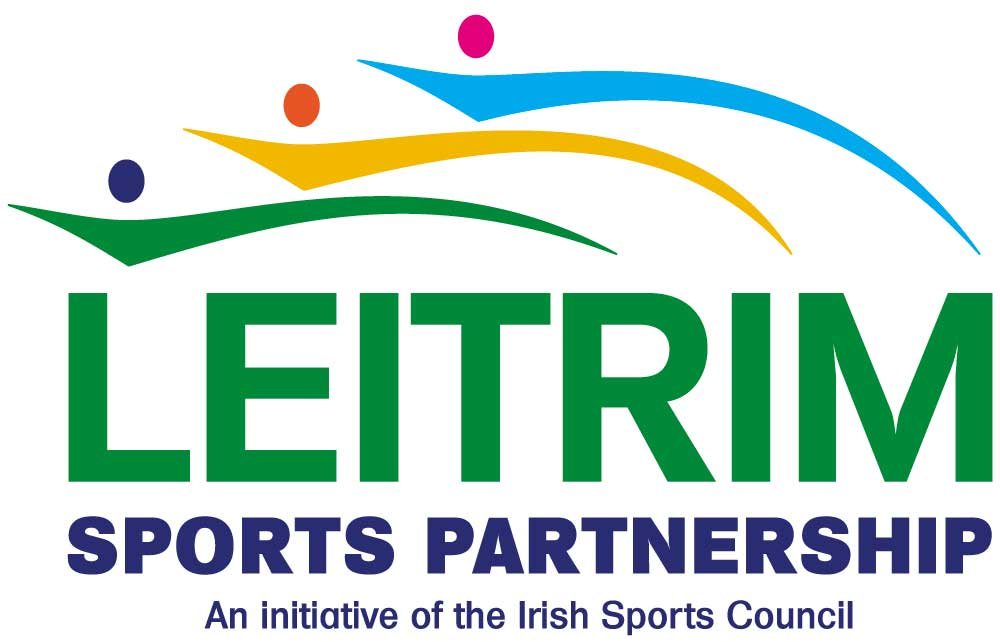 LEITRIM
SPORTS PARTNERSHIP
An initiative of the Irish Sports Council